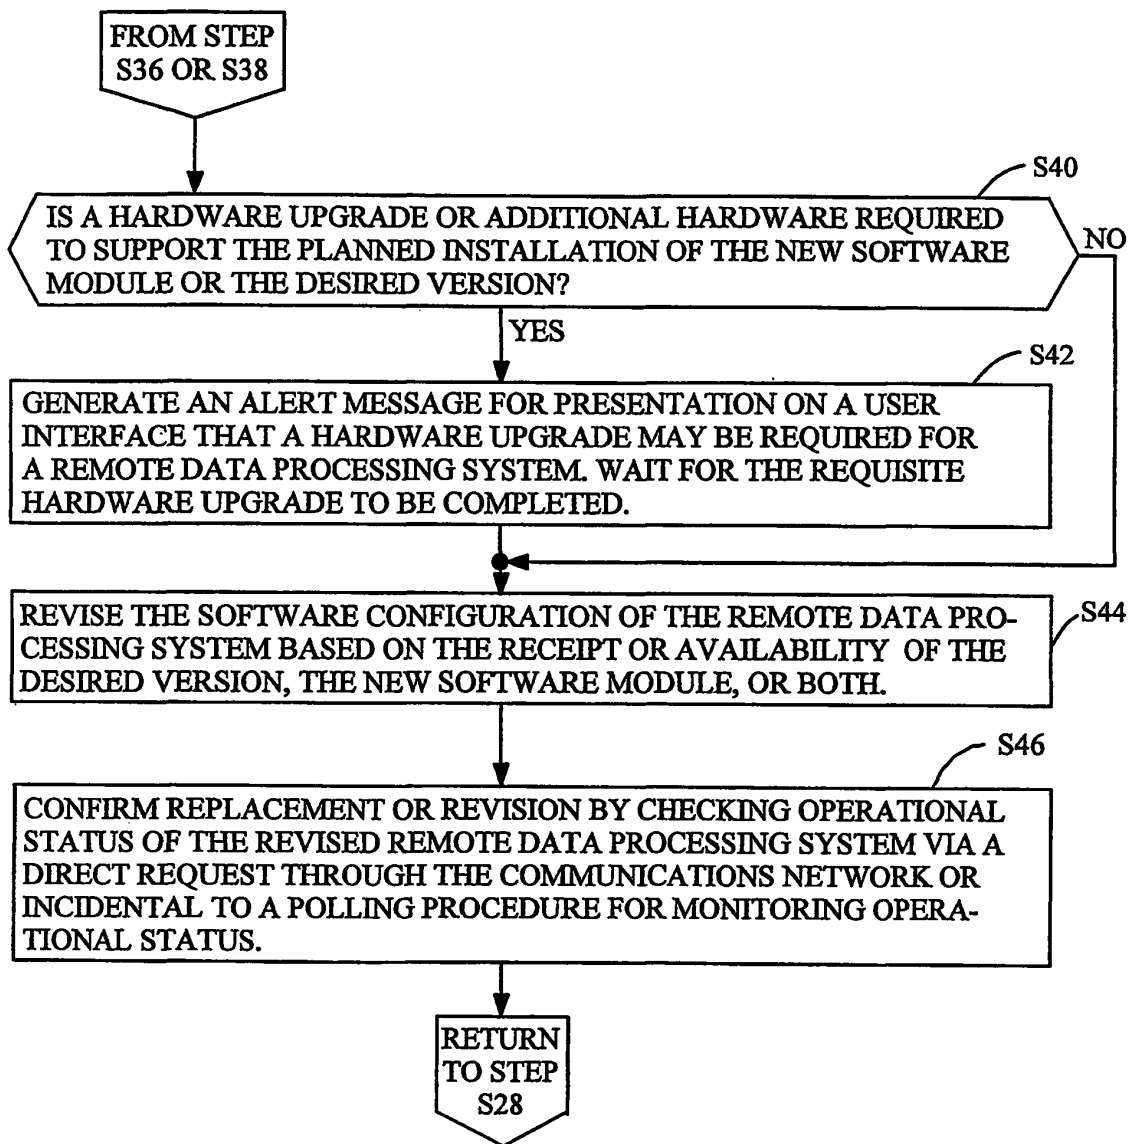 FROM STEP
S36 OR S38
S40
IS A HARDWARE UPGRADE OR ADDITIONAL HARDWARE REQUIRED
TO SUPPORT THE PLANNED INSTALLATION OF THE NEW SOFTWARE
MODULE OR THE DESIRED VERSION?
NO
YES
S42
GENERATE AN ALERT MESSAGE FOR PRESENTATION ON A USER
INTERFACE THAT A HARDWARE UPGRADE MAY BE REQUIRED FOR
A REMOTE DATA PROCESSING SYSTEM. WAIT FOR THE REQUISITE
HARDWARE UPGRADE TO BE COMPLETED.
REVISE THE SOFTWARE CONFIGURATION OF THE REMOTE DATA PRO-
CESSING SYSTEM BASED ON THE RECEIPT OR AVAILABILITY OF THE
DESIRED VERSION, THE NEW SOFTWARE MODULE, OR BOTH.
S44
S46
CONFIRM REPLACEMENT OR REVISION BY CHECKING OPERATIONAL
STATUS OF THE REVISED REMOTE DATA PROCESSING SYSTEM VIA A
DIRECT REQUEST THROUGH THE COMMUNICATIONS NETWORK OR
INCIDENTAL TO A POLLING PROCEDURE FOR MONITORING OPERA-
TIONAL STATUS.
RETURN
TO STEP
S28